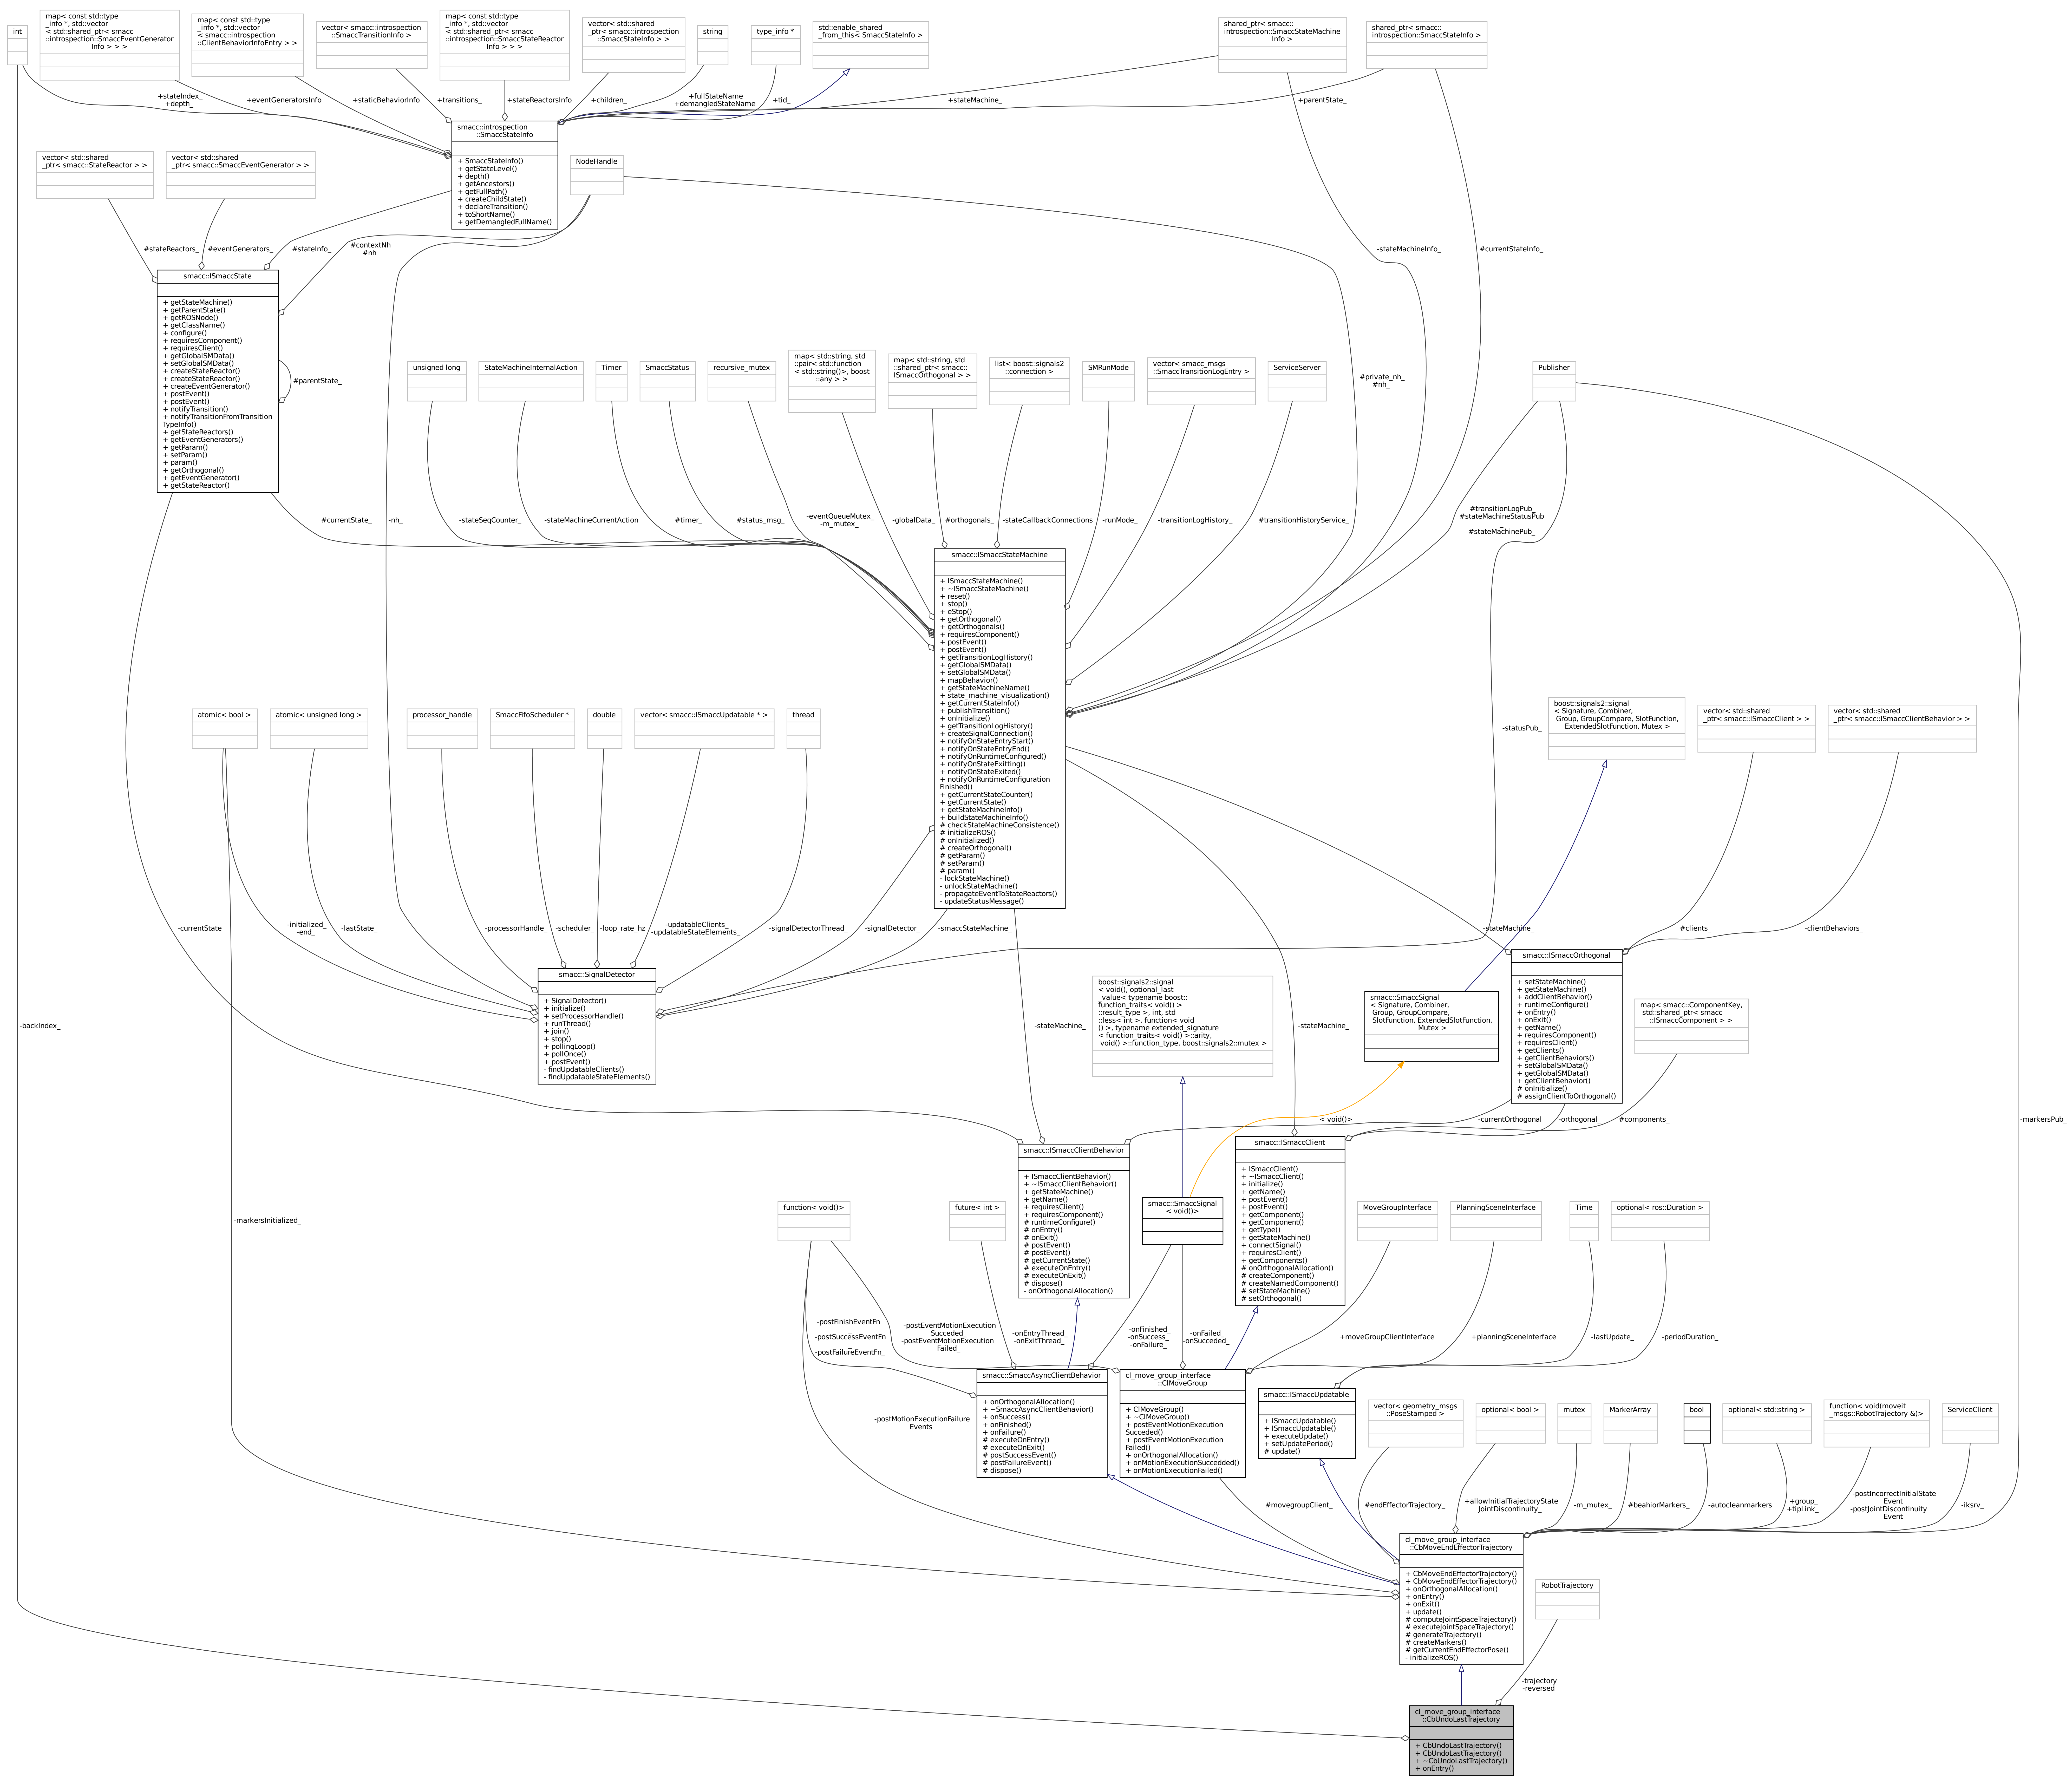 int
map< const std::type
_info *, std::vector
< std::shared_ptr< smacc
::introspection::SmaccEventGenerator
Info > > >
map< const std::type
_info *, std::vector
< smacc::introspection
::ClientBehaviorInfoEntry > >
vector< smacc::introspection
::SmaccTransitionInfo >
map< const std::type
_info *, std::vector
< std::shared_ptr< smacc
::introspection::SmaccStateReactor
Info > > >
vector< std::shared
_ptr< smacc::introspection
::SmaccStateInfo > >
string
type_info *
std::enable_shared
_from_this< SmaccStateInfo >
shared_ptr< smacc::
introspection::SmaccStateMachine
Info >
shared_ptr< smacc::
introspection::SmaccStateInfo >
+stateIndex_
+depth_
+eventGeneratorsInfo
+staticBehaviorInfo
+transitions_
+stateReactorsInfo
+children_
+fullStateName
+demangledStateName
+tid_
+stateMachine_
+parentState_
smacc::introspection
::SmaccStateInfo
+ SmaccStateInfo()
+ getStateLevel()
+ depth()
+ getAncestors()
+ getFullPath()
+ createChildState()
+ declareTransition()
+ toShortName()
+ getDemangledFullName()
vector< std::shared
_ptr< smacc::StateReactor > >
vector< std::shared
_ptr< smacc::SmaccEventGenerator > >
NodeHandle
#stateReactors_
#eventGenerators_
#stateInfo_
#contextNh
#nh
-stateMachineInfo_
#currentStateInfo_
smacc::ISmaccState
+ getStateMachine()
+ getParentState()
+ getROSNode()
+ getClassName()
+ configure()
+ requiresComponent()
+ requiresClient()
+ getGlobalSMData()
+ setGlobalSMData()
+ createStateReactor()
+ createStateReactor()
+ createEventGenerator()
+ postEvent()
+ postEvent()
+ notifyTransition()
+ notifyTransitionFromTransition
TypeInfo()
+ getStateReactors()
+ getEventGenerators()
+ getParam()
+ setParam()
+ param()
+ getOrthogonal()
+ getEventGenerator()
+ getStateReactor()
#parentState_
unsigned long
StateMachineInternalAction
Timer
SmaccStatus
recursive_mutex
map< std::string, std
::pair< std::function
< std::string()>, boost
::any > >
map< std::string, std
::shared_ptr< smacc::
ISmaccOrthogonal > >
list< boost::signals2
::connection >
SMRunMode
vector< smacc_msgs
::SmaccTransitionLogEntry >
ServiceServer
#private_nh_
#nh_
Publisher
#currentState_
-nh_
-stateSeqCounter_
-stateMachineCurrentAction
#timer_
#status_msg_
-eventQueueMutex_
-m_mutex_
-globalData_
#orthogonals_
-stateCallbackConnections
-runMode_
-transitionLogHistory_
#transitionHistoryService_
#transitionLogPub_
#stateMachineStatusPub
_
#stateMachinePub_
smacc::ISmaccStateMachine
+ ISmaccStateMachine()
+ ~ISmaccStateMachine()
+ reset()
+ stop()
+ eStop()
+ getOrthogonal()
+ getOrthogonals()
+ requiresComponent()
+ postEvent()
+ postEvent()
+ getTransitionLogHistory()
+ getGlobalSMData()
+ setGlobalSMData()
+ mapBehavior()
+ getStateMachineName()
+ state_machine_visualization()
+ getCurrentStateInfo()
+ publishTransition()
+ onInitialize()
+ getTransitionLogHistory()
+ createSignalConnection()
+ notifyOnStateEntryStart()
+ notifyOnStateEntryEnd()
+ notifyOnRuntimeConfigured()
+ notifyOnStateExitting()
+ notifyOnStateExited()
+ notifyOnRuntimeConfiguration
Finished()
+ getCurrentStateCounter()
+ getCurrentState()
+ getStateMachineInfo()
+ buildStateMachineInfo()
# checkStateMachineConsistence()
# initializeROS()
# onInitialized()
# createOrthogonal()
# getParam()
# setParam()
# param()
- lockStateMachine()
- unlockStateMachine()
- propagateEventToStateReactors()
- updateStatusMessage()
atomic< bool >
atomic< unsigned long >
processor_handle
SmaccFifoScheduler *
double
vector< smacc::ISmaccUpdatable * >
thread
-statusPub_
boost::signals2::signal
< Signature, Combiner,
Group, GroupCompare, SlotFunction,
ExtendedSlotFunction, Mutex >
vector< std::shared
_ptr< smacc::ISmaccClient > >
vector< std::shared
_ptr< smacc::ISmaccClientBehavior > >
-currentState
-initialized_
-end_
-lastState_
-processorHandle_
-scheduler_
-loop_rate_hz
-updatableClients_
-updatableStateElements_
-signalDetectorThread_
-signalDetector_
-smaccStateMachine_
-stateMachine_
#clients_
-clientBehaviors_
smacc::SignalDetector
+ SignalDetector()
+ initialize()
+ setProcessorHandle()
+ runThread()
+ join()
+ stop()
+ pollingLoop()
+ pollOnce()
+ postEvent()
- findUpdatableClients()
- findUpdatableStateElements()
smacc::ISmaccOrthogonal
+ setStateMachine()
+ getStateMachine()
+ addClientBehavior()
+ runtimeConfigure()
+ onEntry()
+ onExit()
+ getName()
+ requiresComponent()
+ requiresClient()
+ getClients()
+ getClientBehaviors()
+ setGlobalSMData()
+ getGlobalSMData()
+ getClientBehavior()
# onInitialize()
# assignClientToOrthogonal()
boost::signals2::signal
< void(), optional_last
_value< typename boost::
function_traits< void() >
::result_type >, int, std
::less< int >, function< void
() >, typename extended_signature
< function_traits< void() >::arity,
void() >::function_type, boost::signals2::mutex >
smacc::SmaccSignal
< Signature, Combiner,
Group, GroupCompare,
SlotFunction, ExtendedSlotFunction,
Mutex >
map< smacc::ComponentKey,
std::shared_ptr< smacc
::ISmaccComponent > >
-backIndex_
-stateMachine_
-stateMachine_
< void()>
-currentOrthogonal
-orthogonal_
#components_
-markersPub_
smacc::ISmaccClientBehavior
+ ISmaccClientBehavior()
+ ~ISmaccClientBehavior()
+ getStateMachine()
+ getName()
+ requiresClient()
+ requiresComponent()
# runtimeConfigure()
# onEntry()
# onExit()
# postEvent()
# postEvent()
# getCurrentState()
# executeOnEntry()
# executeOnExit()
# dispose()
- onOrthogonalAllocation()
smacc::ISmaccClient
+ ISmaccClient()
+ ~ISmaccClient()
+ initialize()
+ getName()
+ postEvent()
+ postEvent()
+ getComponent()
+ getComponent()
+ getType()
+ getStateMachine()
+ connectSignal()
+ requiresClient()
+ getComponents()
# onOrthogonalAllocation()
# createComponent()
# createNamedComponent()
# setStateMachine()
# setOrthogonal()
-markersInitialized_
function< void()>
future< int >
smacc::SmaccSignal
< void()>
MoveGroupInterface
PlanningSceneInterface
Time
optional< ros::Duration >
-postFinishEventFn
_
-postSuccessEventFn
_
-postFailureEventFn_
-postEventMotionExecution
Succeded_
-postEventMotionExecution
Failed_
-onEntryThread_
-onExitThread_
-onFinished_
-onSuccess_
-onFailure_
-onFailed_
-onSucceded_
+moveGroupClientInterface
+planningSceneInterface
-lastUpdate_
-periodDuration_
smacc::SmaccAsyncClientBehavior
+ onOrthogonalAllocation()
+ ~SmaccAsyncClientBehavior()
+ onSuccess()
+ onFinished()
+ onFailure()
# executeOnEntry()
# executeOnExit()
# postSuccessEvent()
# postFailureEvent()
# dispose()
cl_move_group_interface
::ClMoveGroup
+ ClMoveGroup()
+ ~ClMoveGroup()
+ postEventMotionExecution
Succeded()
+ postEventMotionExecution
Failed()
+ onOrthogonalAllocation()
+ onMotionExecutionSuccedded()
+ onMotionExecutionFailed()
smacc::ISmaccUpdatable
+ ISmaccUpdatable()
+ ISmaccUpdatable()
+ executeUpdate()
+ setUpdatePeriod()
# update()
vector< geometry_msgs
::PoseStamped >
optional< bool >
mutex
MarkerArray
bool
optional< std::string >
function< void(moveit
_msgs::RobotTrajectory &)>
ServiceClient
-postMotionExecutionFailure
Events
#movegroupClient_
#endEffectorTrajectory_
+allowInitialTrajectoryState
JointDiscontinuity_
-m_mutex_
#beahiorMarkers_
-autocleanmarkers
+group_
+tipLink_
-postIncorrectInitialState
Event
-postJointDiscontinuity
Event
-iksrv_
cl_move_group_interface
::CbMoveEndEffectorTrajectory
+ CbMoveEndEffectorTrajectory()
+ CbMoveEndEffectorTrajectory()
+ onOrthogonalAllocation()
+ onEntry()
+ onExit()
+ update()
# computeJointSpaceTrajectory()
# executeJointSpaceTrajectory()
# generateTrajectory()
# createMarkers()
# getCurrentEndEffectorPose()
- initializeROS()
RobotTrajectory
-trajectory
-reversed
cl_move_group_interface
::CbUndoLastTrajectory
+ CbUndoLastTrajectory()
+ CbUndoLastTrajectory()
+ ~CbUndoLastTrajectory()
+ onEntry()